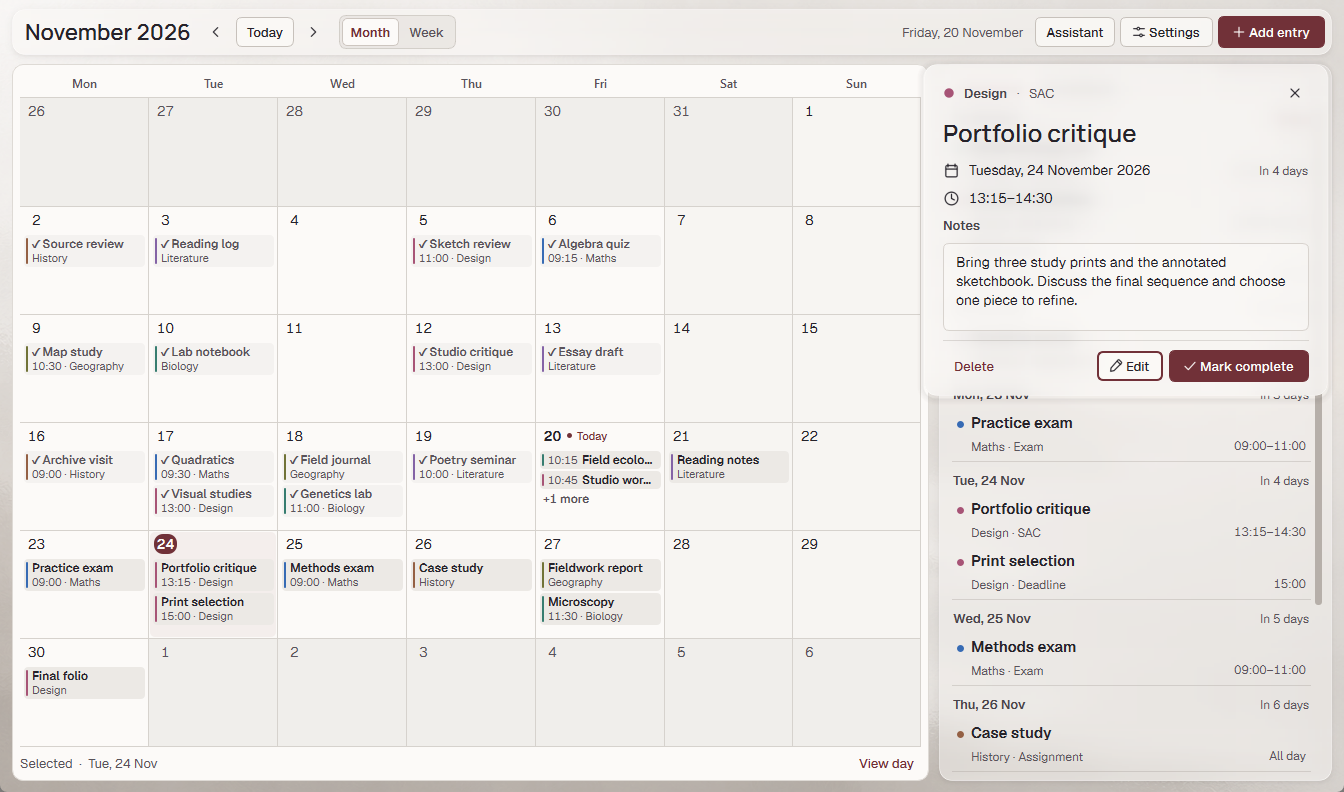 November 2026
Today
Month
Week
Friday, 20 November
Assistant
Settings
+ Add entry
Mon Tue Wed Thu Fri Sat Sun
26 27 28 29 30 31 1
2 3 4 5 6 7 8
✓ Source review
History
✓ Reading log
Literature
✓ Sketch review
11:00 · Design
✓ Algebra quiz
09:15 · Maths
9 10 11 12 13 14 15
✓ Map study
10:30 · Geography
✓ Lab notebook
Biology
✓ Studio critique
13:00 · Design
✓ Essay draft
Literature
16 17 18 19 20 • Today 21 22
✓ Archive visit
09:00 · History
✓ Quadratics
09:30 · Maths
✓ Visual studies
13:00 · Design
✓ Field journal
Geography
✓ Genetics lab
11:00 · Biology
✓ Poetry seminar
10:00 · Literature
10:15 Field ecolo...
10:45 Studio wor...
+1 more
Reading notes
Literature
23 24 25 26 27 28 29
Practice exam
09:00 · Maths
Portfolio critique
13:15 · Design
Print selection
15:00 · Design
Methods exam
09:00 · Maths
Case study
History
Fieldwork report
Geography
Microscopy
11:30 · Biology
30 1 2 3 4 5 6
Final folio
Design
Selected · Tue, 24 Nov
View day
Design · SAC
Portfolio critique
Tuesday, 24 November 2026
In 4 days
13:15–14:30
Notes
Bring three study prints and the annotated
sketchbook. Discuss the final sequence and choose
one piece to refine.
Delete
Edit
✓ Mark complete
Mon, 23 Nov
In 3 days
Practice exam
Maths · Exam
09:00–11:00
Tue, 24 Nov
In 4 days
Portfolio critique
Design · SAC
13:15–14:30
Print selection
Design · Deadline
15:00
Wed, 25 Nov
In 5 days
Methods exam
Maths · Exam
09:00–11:00
Thu, 26 Nov
In 6 days
Case study
History · Assignment
All day